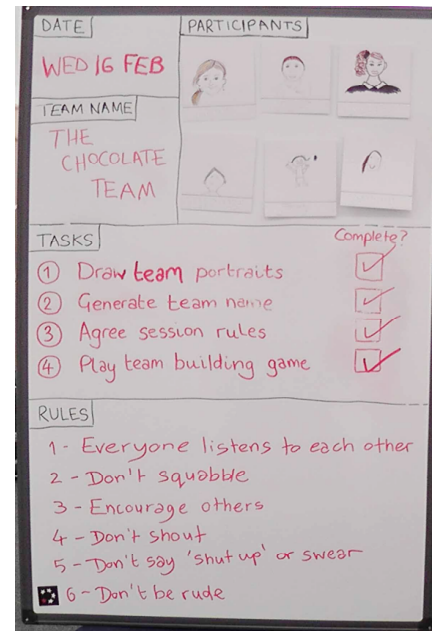 DATE
WED 16 FEB
PARTICIPANTS
TEAM NAME
THE
CHOCOLATE
TEAM
TASKS
Complete?
1 Draw team portraits
2 Generate team name
3 Agree session rules
4 Play team building game
RULES
1 - Everyone listens to each other
2 - Don't squabble
3 - Encourage others
4 - Don't shout
5 - Don't say 'shut up' or swear
6 - Don't be rude